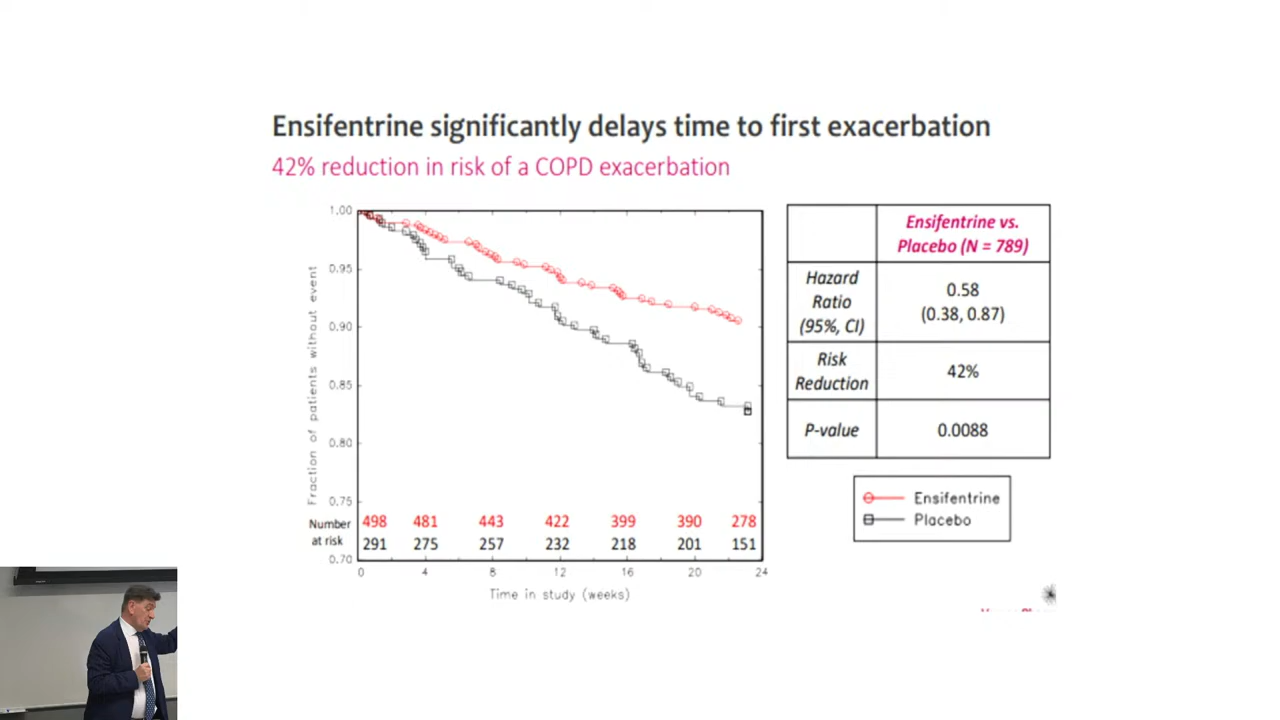 Ensifentrine significantly delays time to first exacerbation
42% reduction in risk of a COPD exacerbation
1.00
0.95
0.90
0.85
0.80
0.75
0.70
Fraction of patients without event
Number
at risk
498 481 443 422 399 390 278
291 275 257 232 218 201 151
0 4 8 12 16 20 24
Time in study (weeks)
Ensifentrine vs.
Placebo (N = 789)
Hazard
Ratio
(95%, CI)
0.58
(0.38, 0.87)
Risk
Reduction
42%
P-value
0.0088
Ensifentrine
Placebo